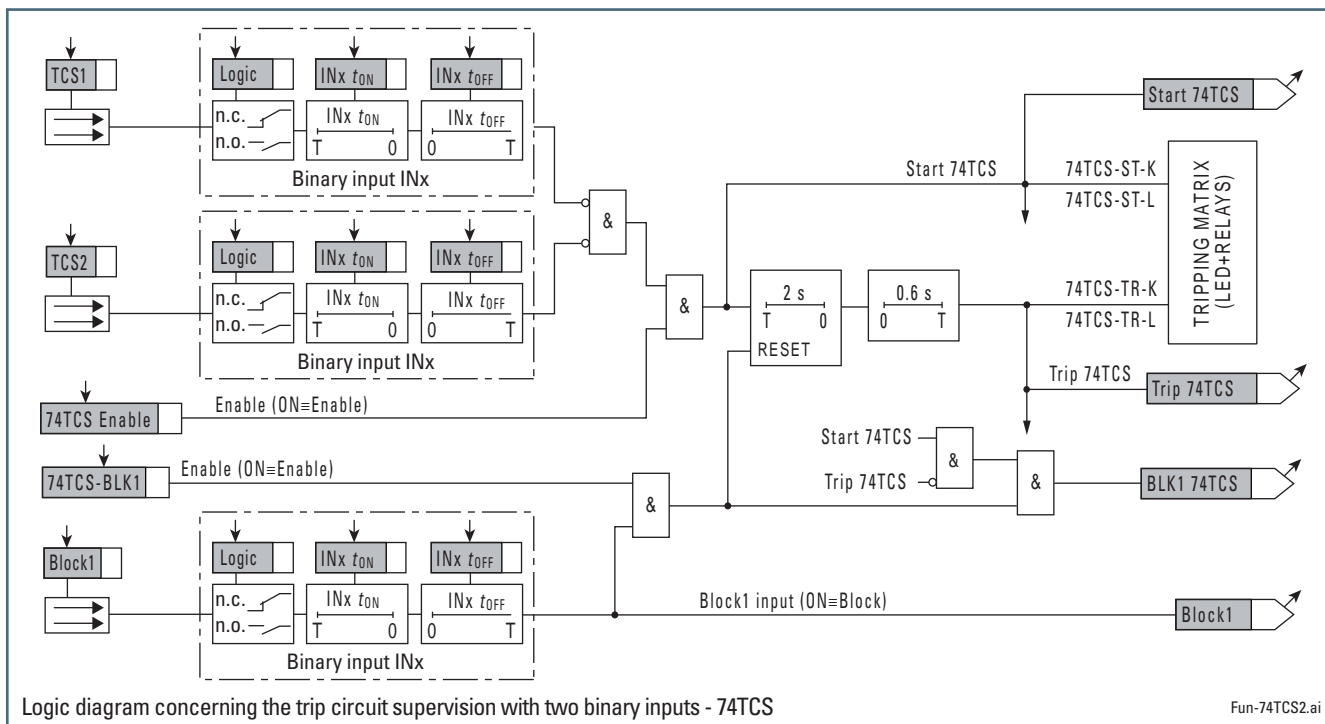 TCS1
Logic
INx tON
INx tOFF
n.c.
n.o.
INx tON
T 0
INx tOFF
0 T
Binary input INx
Start 74TCS
Start 74TCS
74TCS-ST-K
74TCS-ST-L
TRIPPING MATRIX
(LED+RELAYS)
&
TCS2
Logic
INx tON
INx tOFF
n.c.
n.o.
INx tON
T 0
INx tOFF
0 T
Binary input INx
&
2 s
T 0
RESET
0.6 s
0 T
74TCS-TR-K
74TCS-TR-L
Trip 74TCS
Trip 74TCS
74TCS Enable
Enable (ON≡Enable)
74TCS-BLK1
Enable (ON≡Enable)
Start 74TCS
Trip 74TCS
&
&
BLK1 74TCS
&
Block1
Logic
INx tON
INx tOFF
n.c.
n.o.
INx tON
T 0
INx tOFF
0 T
Binary input INx
Block1 input (ON≡Block)
Block1
Logic diagram concerning the trip circuit supervision with two binary inputs - 74TCS
Fun-74TCS2.ai